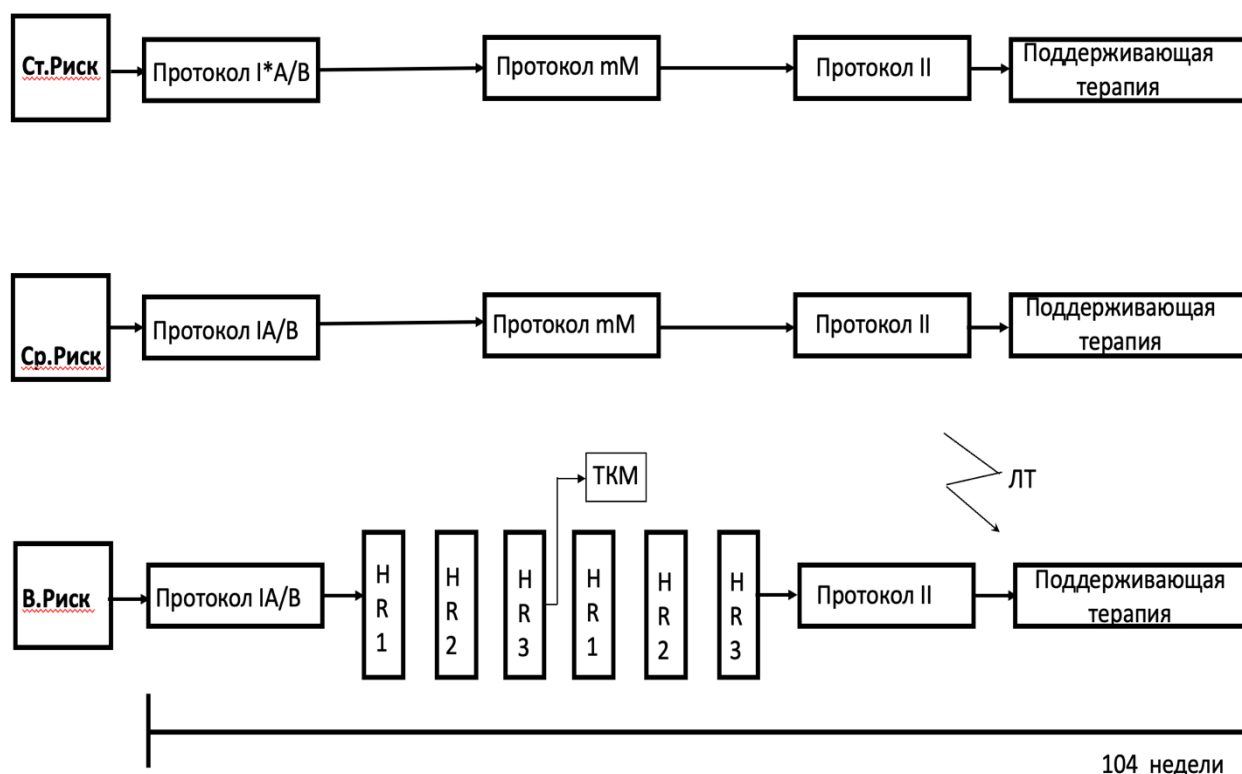 Ст.Риск
Протокол I*A/B
Протокол mM
Протокол II
Поддерживающая
терапия
Ср.Риск
Протокол IA/B
Протокол mM
Протокол II
Поддерживающая
терапия
ТКМ
ЛТ
В.Риск
Протокол IA/B
H
R
1
H
R
2
H
R
3
H
R
1
H
R
2
H
R
3
Протокол II
Поддерживающая
терапия
104 недели